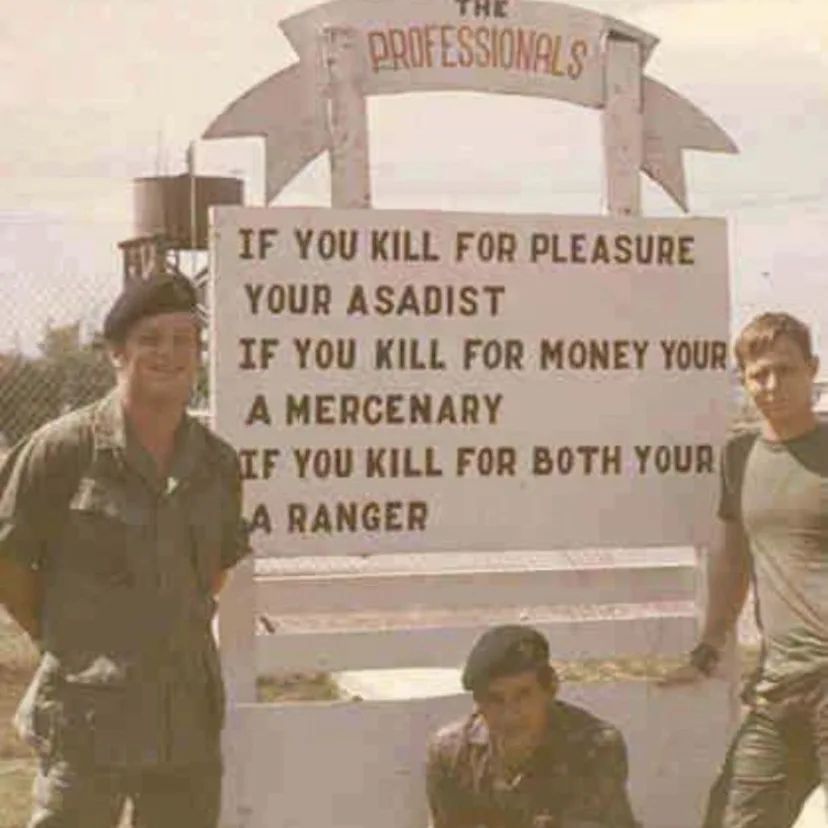 THE
PROFESSIONALS
IF YOU KILL FOR PLEASURE
YOUR ASADIST
IF YOU KILL FOR MONEY YOUR
A MERCENARY
IF YOU KILL FOR BOTH YOUR
A RANGER